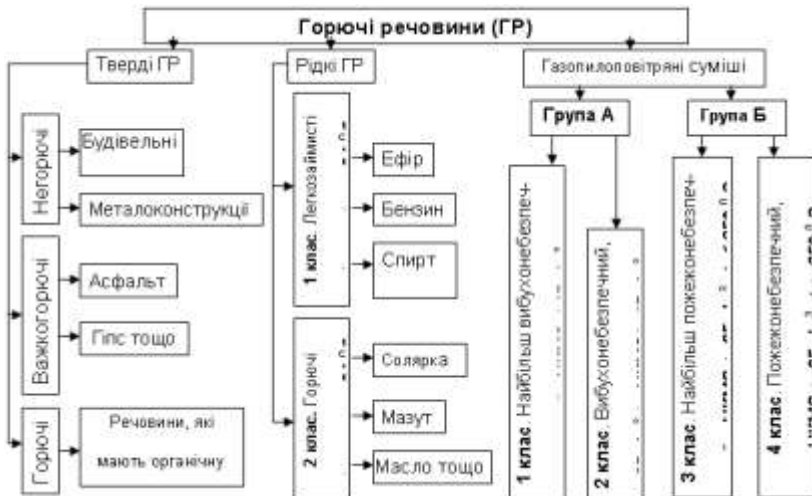 Горючі речовини (ГР)
Тверді ГР
Рідкі ГР
Газопилоповітряні суміші
Негорючі
Будівельні
Металоконструкції
Важкогорючі
Асфальт
Гіпс тощо
Горючі
Речовини, які
мають органічну
1 клас. Легкозаймисті
Ефір
Бензин
Спирт
2 клас. Горючі
Солярка
Мазут
Масло тощо
Група А
1 клас. Найбільш вибухонебезпеч-
2 клас. Вибухонебезпечний,
Група Б
3 клас. Найбільш пожежонебезпеч-
4 клас. Пожежонебезпечний,